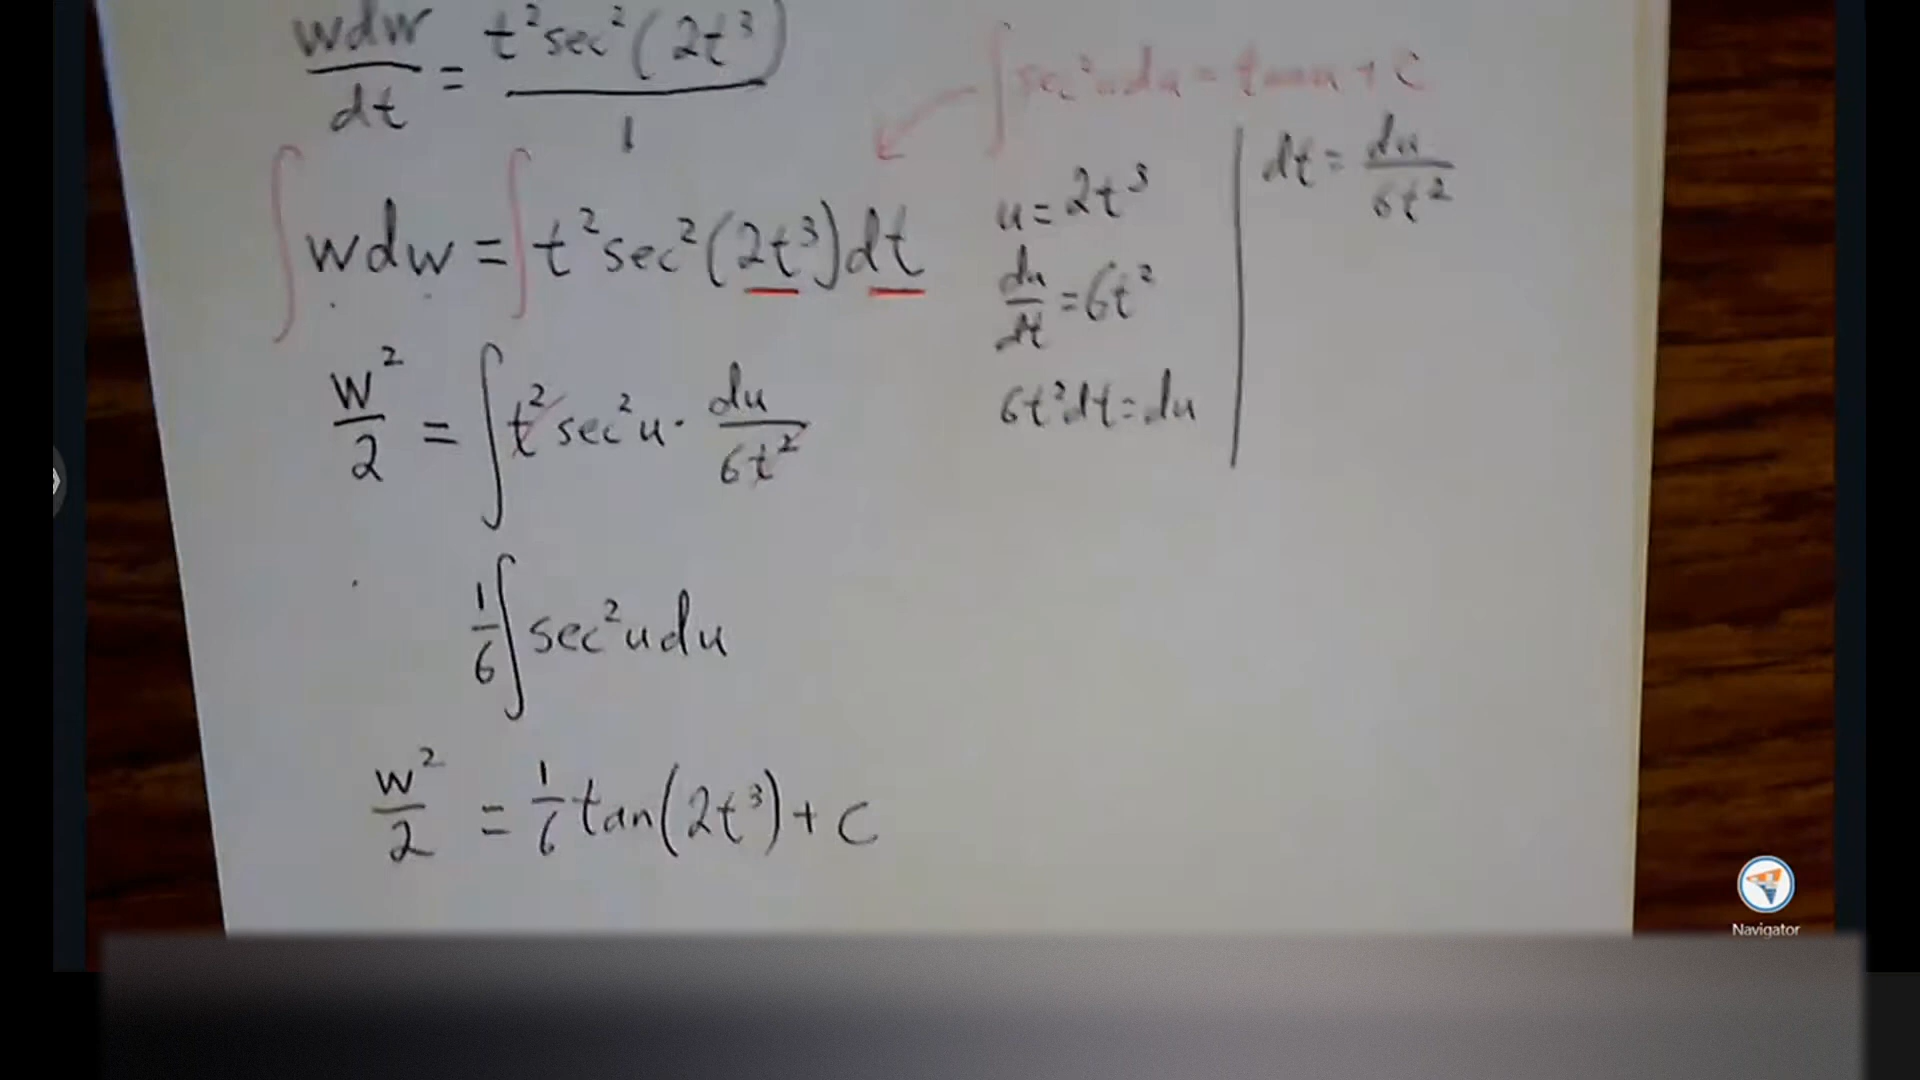 wdw/dt = t²sec²(2t³)/1
∫sec²u du = tan u + c
∫wdw = ∫t²sec²(2t³)dt
u = 2t³
du/dt = 6t²
6t²dt = du
dt = du/6t²
w²/2 = ∫t²sec²u · du/6t²
1/6 ∫sec²u du
w²/2 = 1/6 tan(2t³) + c
Navigator